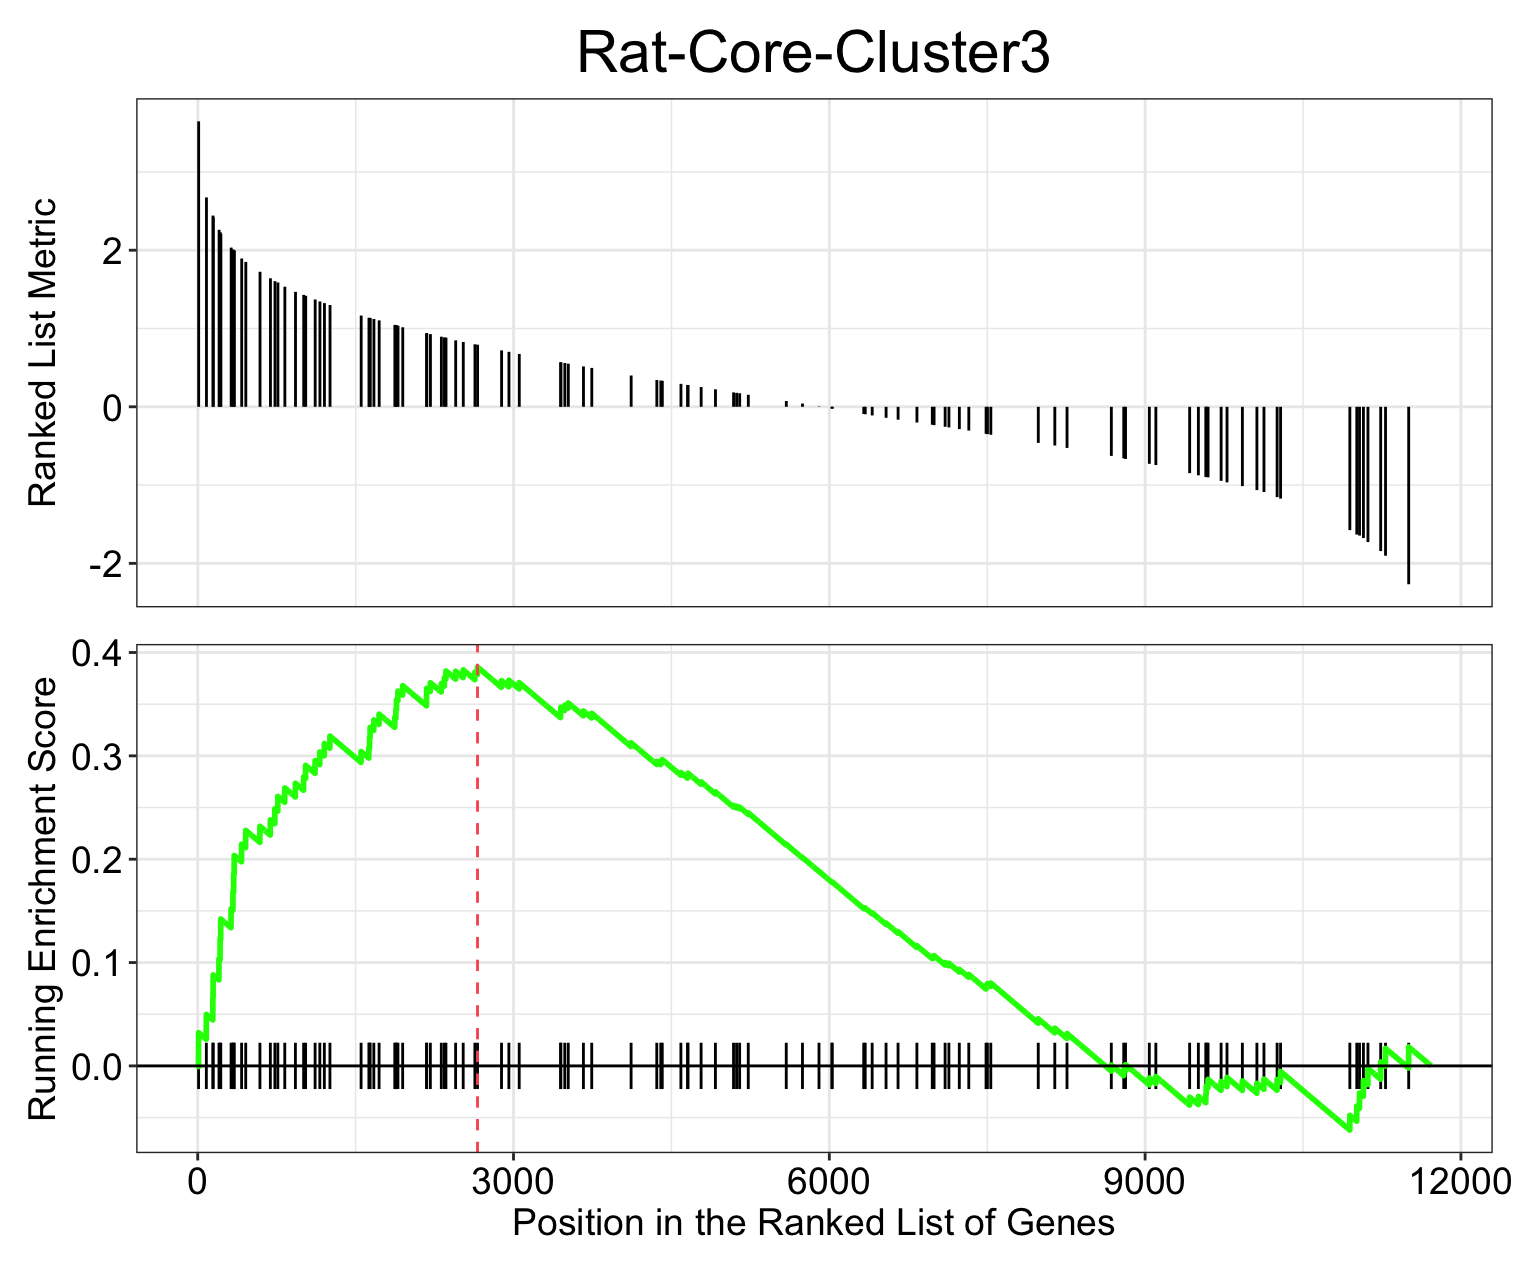 Rat-Core-Cluster3
Ranked List Metric
2
0
-2
Running Enrichment Score
0.4
0.3
0.2
0.1
0.0
0 3000 6000 9000 12000
Position in the Ranked List of Genes